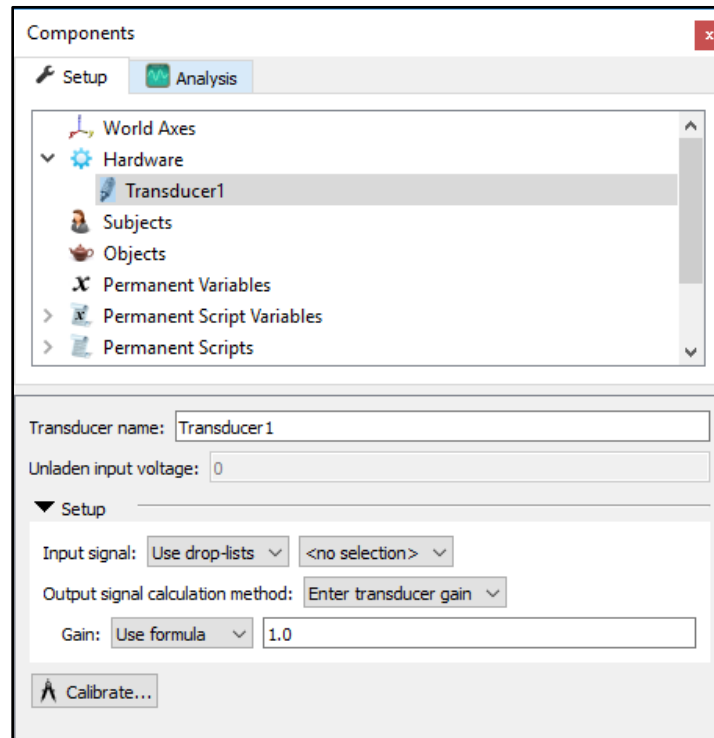 Components
x
Setup Analysis
World Axes
Hardware
Transducer1
Subjects
Objects
x Permanent Variables
x Permanent Script Variables
Permanent Scripts
Transducer name: Transducer1
Unladen input voltage: 0
Setup
Input signal: Use drop-lists <no selection>
Output signal calculation method: Enter transducer gain
Gain: Use formula 1.0
Calibrate...